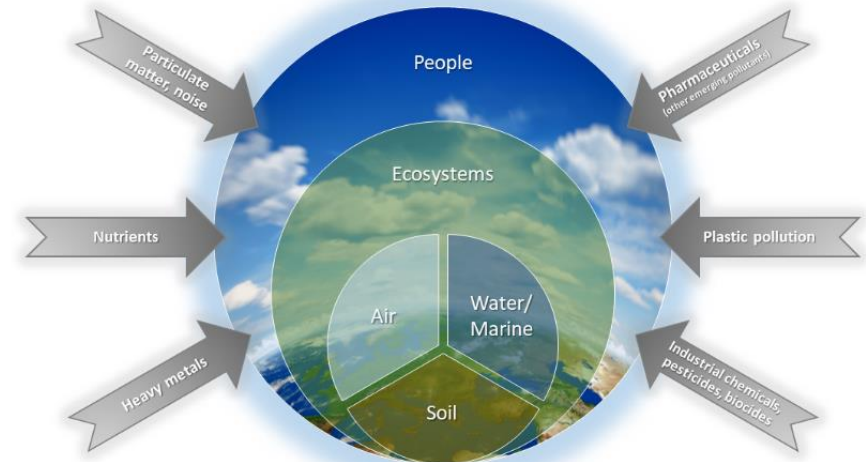 People
Particulate
matter, noise
Pharmaceuticals
(other emerging pollutants)
Ecosystems
Nutrients
Plastic pollution
Air
Water/
Marine
Heavy metals
Industrial chemicals,
pesticides, biocides
Soil